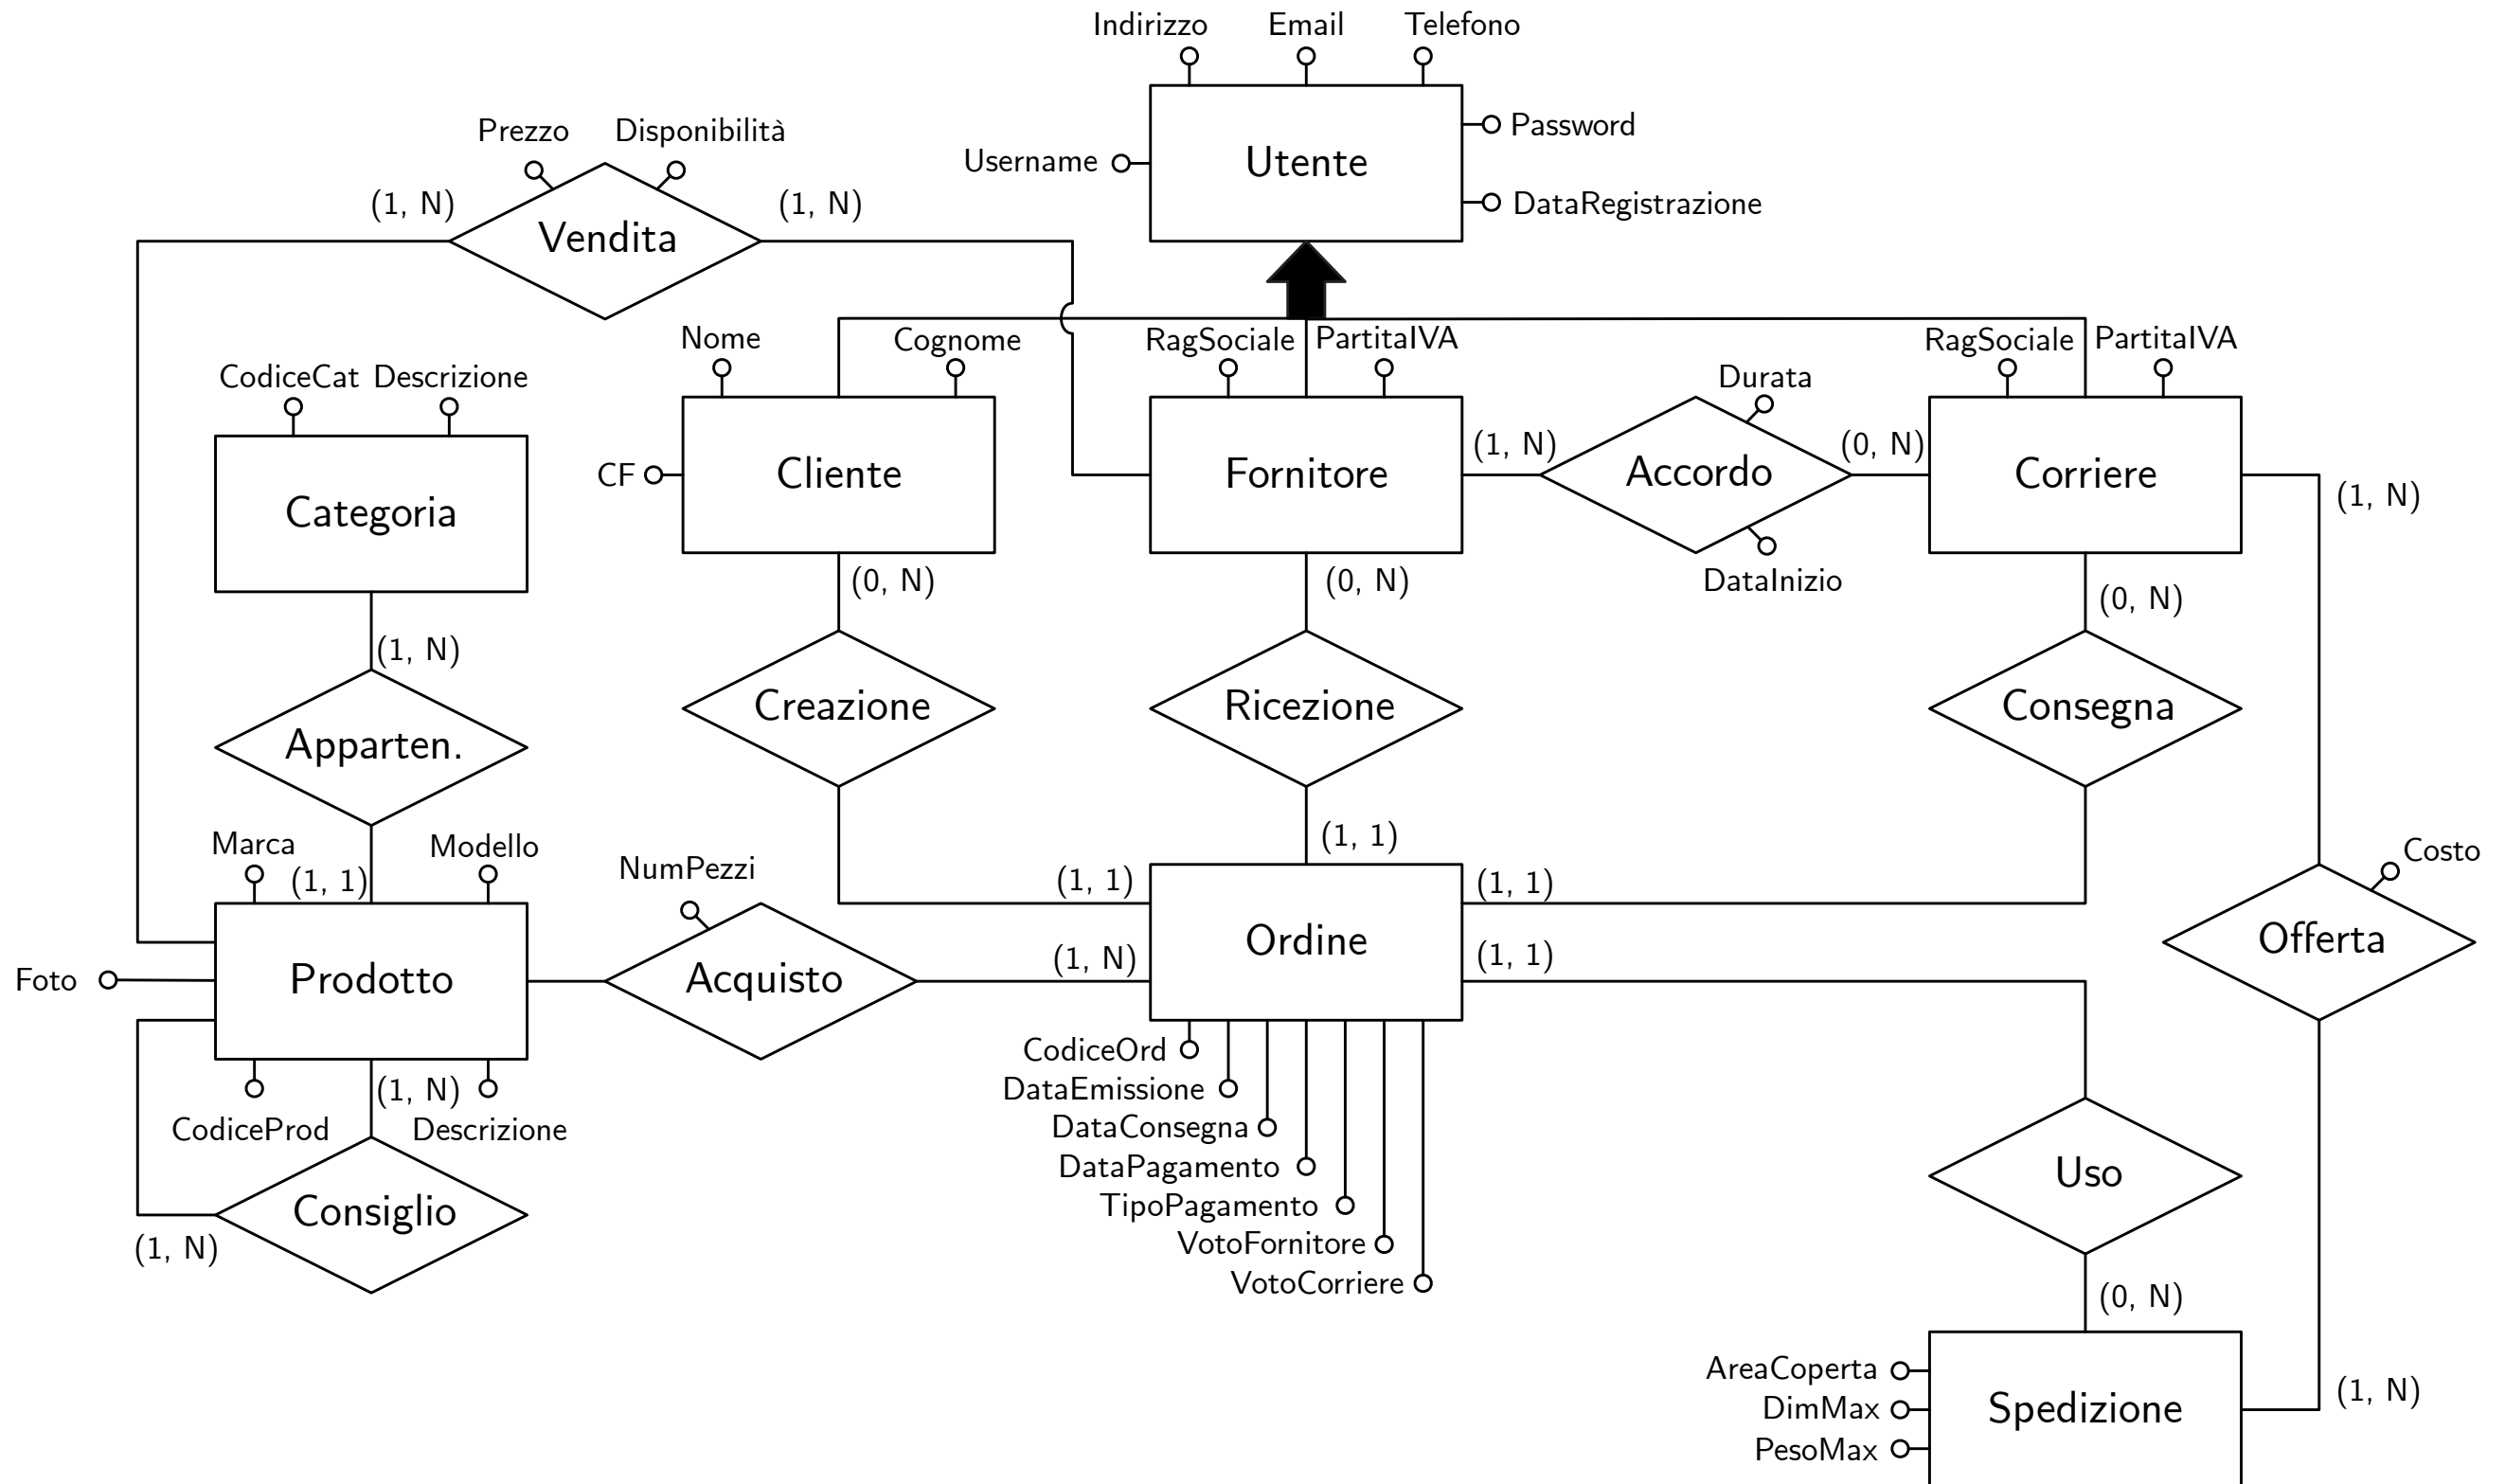 Indirizzo Email Telefono
Password
Username
Utente
DataRegistrazione
Prezzo Disponibilità
(1, N) (1, N)
Vendita
Nome Cognome RagSociale PartitaIVA RagSociale PartitaIVA
CodiceCat Descrizione
Durata
CF Cliente
Fornitore
(1, N) Accordo (0, N)
Corriere
(1, N)
Categoria
DataInizio
(0, N) (0, N) (0, N)
(1, N)
Creazione Ricezione Consegna
Apparten.
Marca Modello
(1, 1)
NumPezzi
(1, 1)
(1, 1) (1, 1)
Costo
Ordine
Offerta
Foto Prodotto
Acquisto
(1, N) (1, 1)
CodiceProd (1, N) Descrizione
CodiceOrd
DataEmissione
DataConsegna
DataPagamento
TipoPagamento
VotoFornitore
VotoCorriere
Uso
Consiglio
(1, N)
(0, N)
AreaCoperta
DimMax
PesoMax
Spedizione
(1, N)